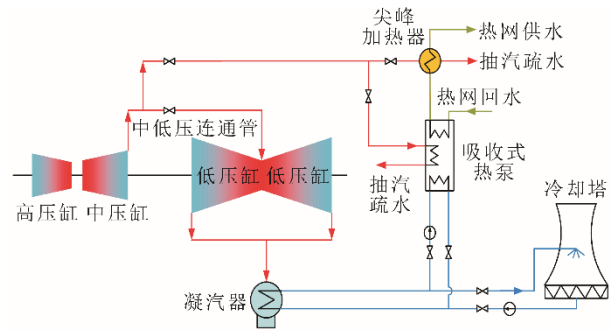 尖峰
加热器
热网供水
抽汽疏水
热网回水
中低压连通管
吸收式
热泵
低压缸
低压缸
抽汽
疏水
高压缸
中压缸
冷却塔
凝汽器